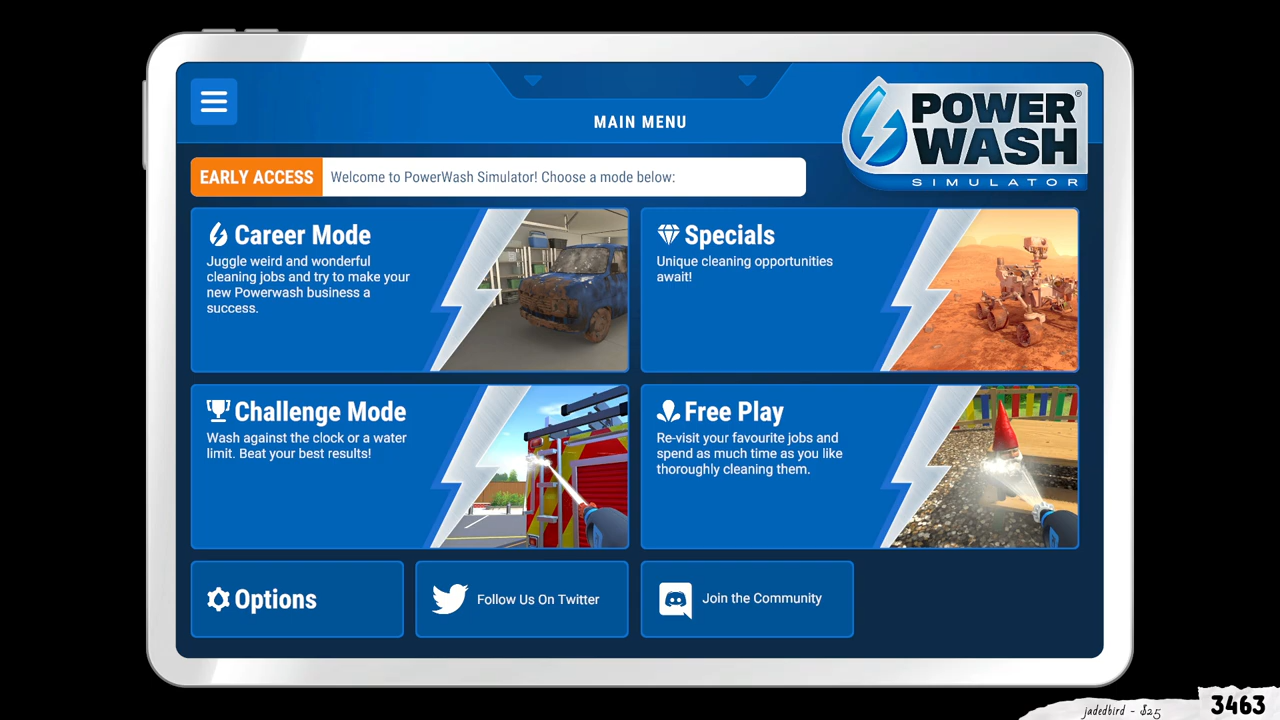 MAIN MENU
POWER®
WASH
SIMULATOR
EARLY ACCESS Welcome to PowerWash Simulator! Choose a mode below:
Career Mode
Juggle weird and wonderful
cleaning jobs and try to make your
new Powerwash business a
success.
Specials
Unique cleaning opportunities
await!
Challenge Mode
Wash against the clock or a water
limit. Beat your best results!
Free Play
Re-visit your favourite jobs and
spend as much time as you like
thoroughly cleaning them.
Options
Follow Us On Twitter
Join the Community
jadedbird - $25
3463